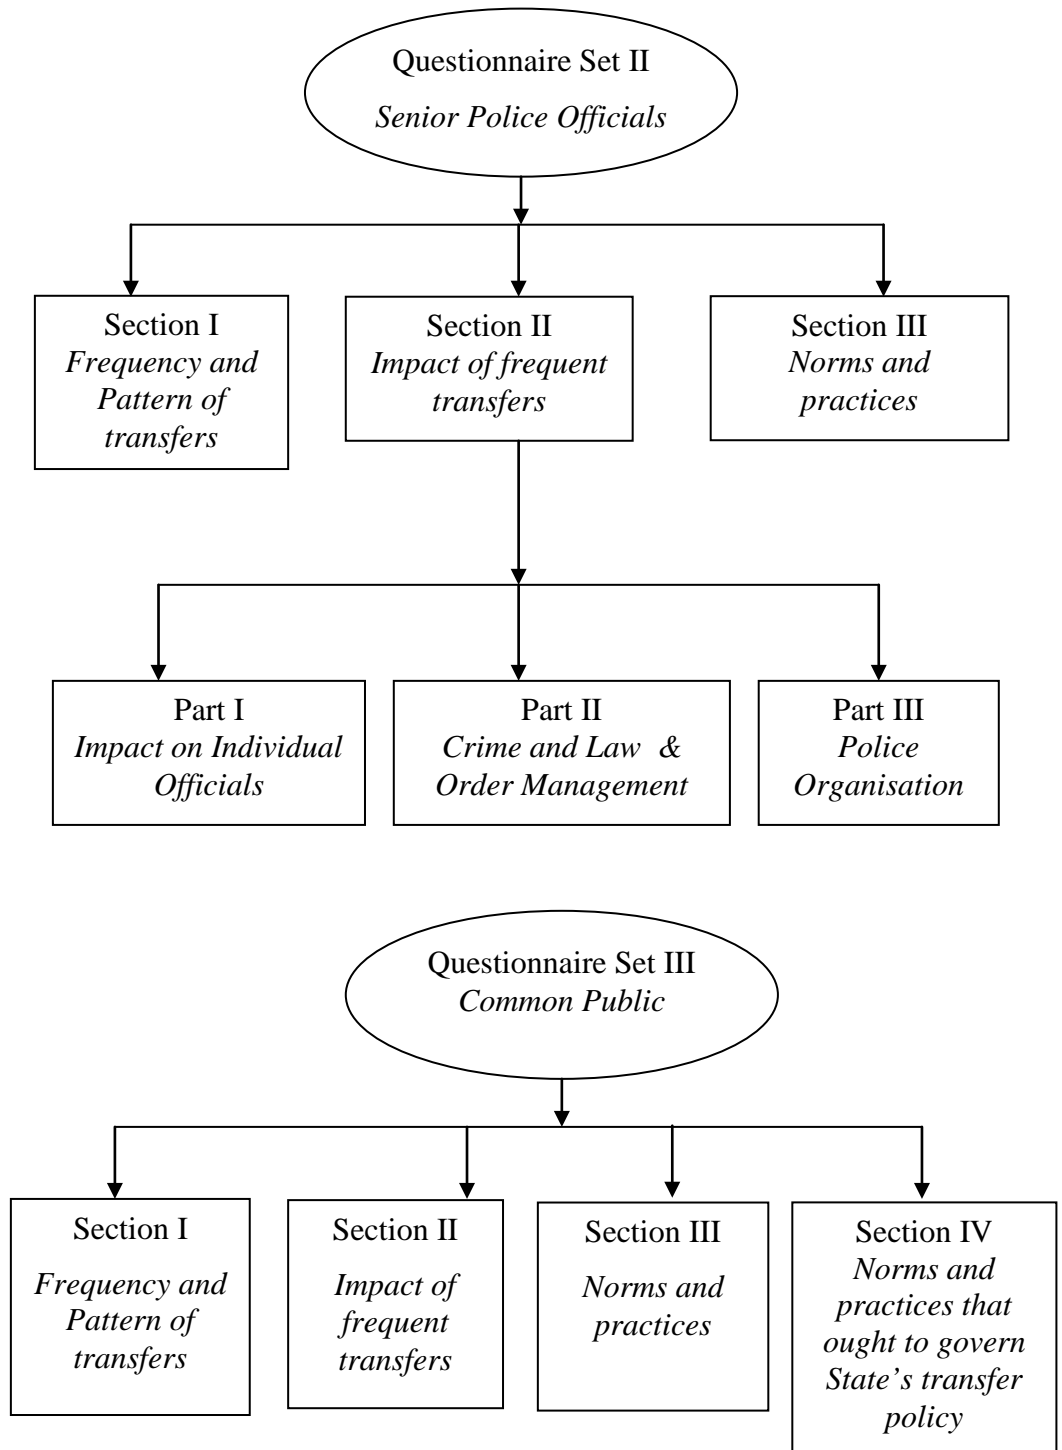 Questionnaire Set II
Senior Police Officials
Section I
Frequency and
Pattern of
transfers
Section II
Impact of frequent
transfers
Section III
Norms and
practices
Part I
Impact on Individual
Officials
Part II
Crime and Law &
Order Management
Part III
Police
Organisation
Questionnaire Set III
Common Public
Section I
Frequency and
Pattern of
transfers
Section II
Impact of
frequent
transfers
Section III
Norms and
practices
Section IV
Norms and
practices that
ought to govern
State’s transfer
policy